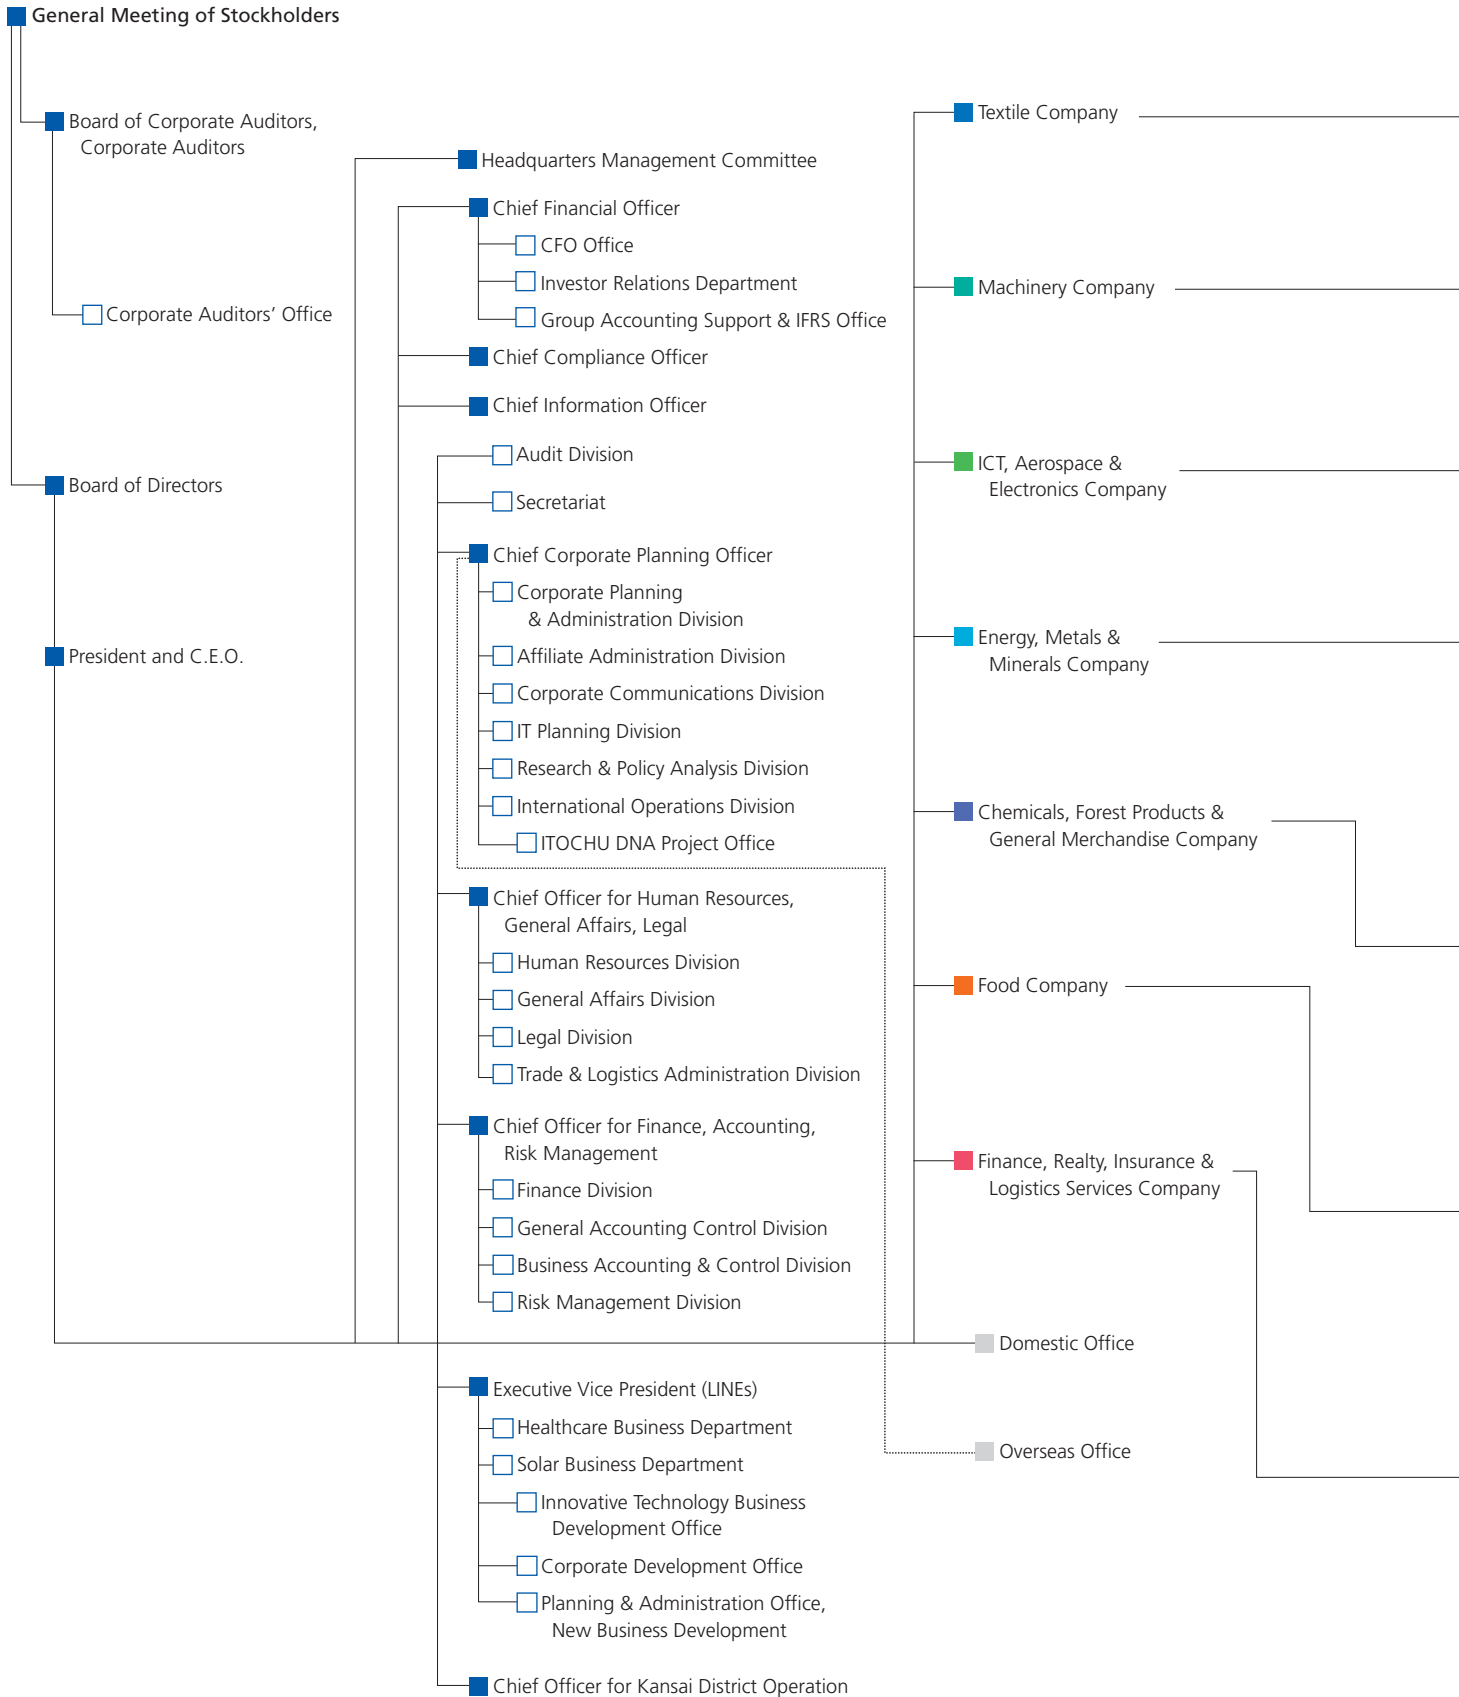 General Meeting of Stockholders
Board of Corporate Auditors,
Corporate Auditors
Corporate Auditors’ Office
Board of Directors
President and C.E.O.
Headquarters Management Committee
Chief Financial Officer
CFO Office
Investor Relations Department
Group Accounting Support & IFRS Office
Chief Compliance Officer
Chief Information Officer
Audit Division
Secretariat
Chief Corporate Planning Officer
Corporate Planning
& Administration Division
Affiliate Administration Division
Corporate Communications Division
IT Planning Division
Research & Policy Analysis Division
International Operations Division
ITOCHU DNA Project Office
Chief Officer for Human Resources,
General Affairs, Legal
Human Resources Division
General Affairs Division
Legal Division
Trade & Logistics Administration Division
Chief Officer for Finance, Accounting,
Risk Management
Finance Division
General Accounting Control Division
Business Accounting & Control Division
Risk Management Division
Executive Vice President (LINEs)
Healthcare Business Department
Solar Business Department
Innovative Technology Business
Development Office
Corporate Development Office
Planning & Administration Office,
New Business Development
Chief Officer for Kansai District Operation
Textile Company
Machinery Company
ICT, Aerospace &
Electronics Company
Energy, Metals &
Minerals Company
Chemicals, Forest Products &
General Merchandise Company
Food Company
Finance, Realty, Insurance &
Logistics Services Company
Domestic Office
Overseas Office